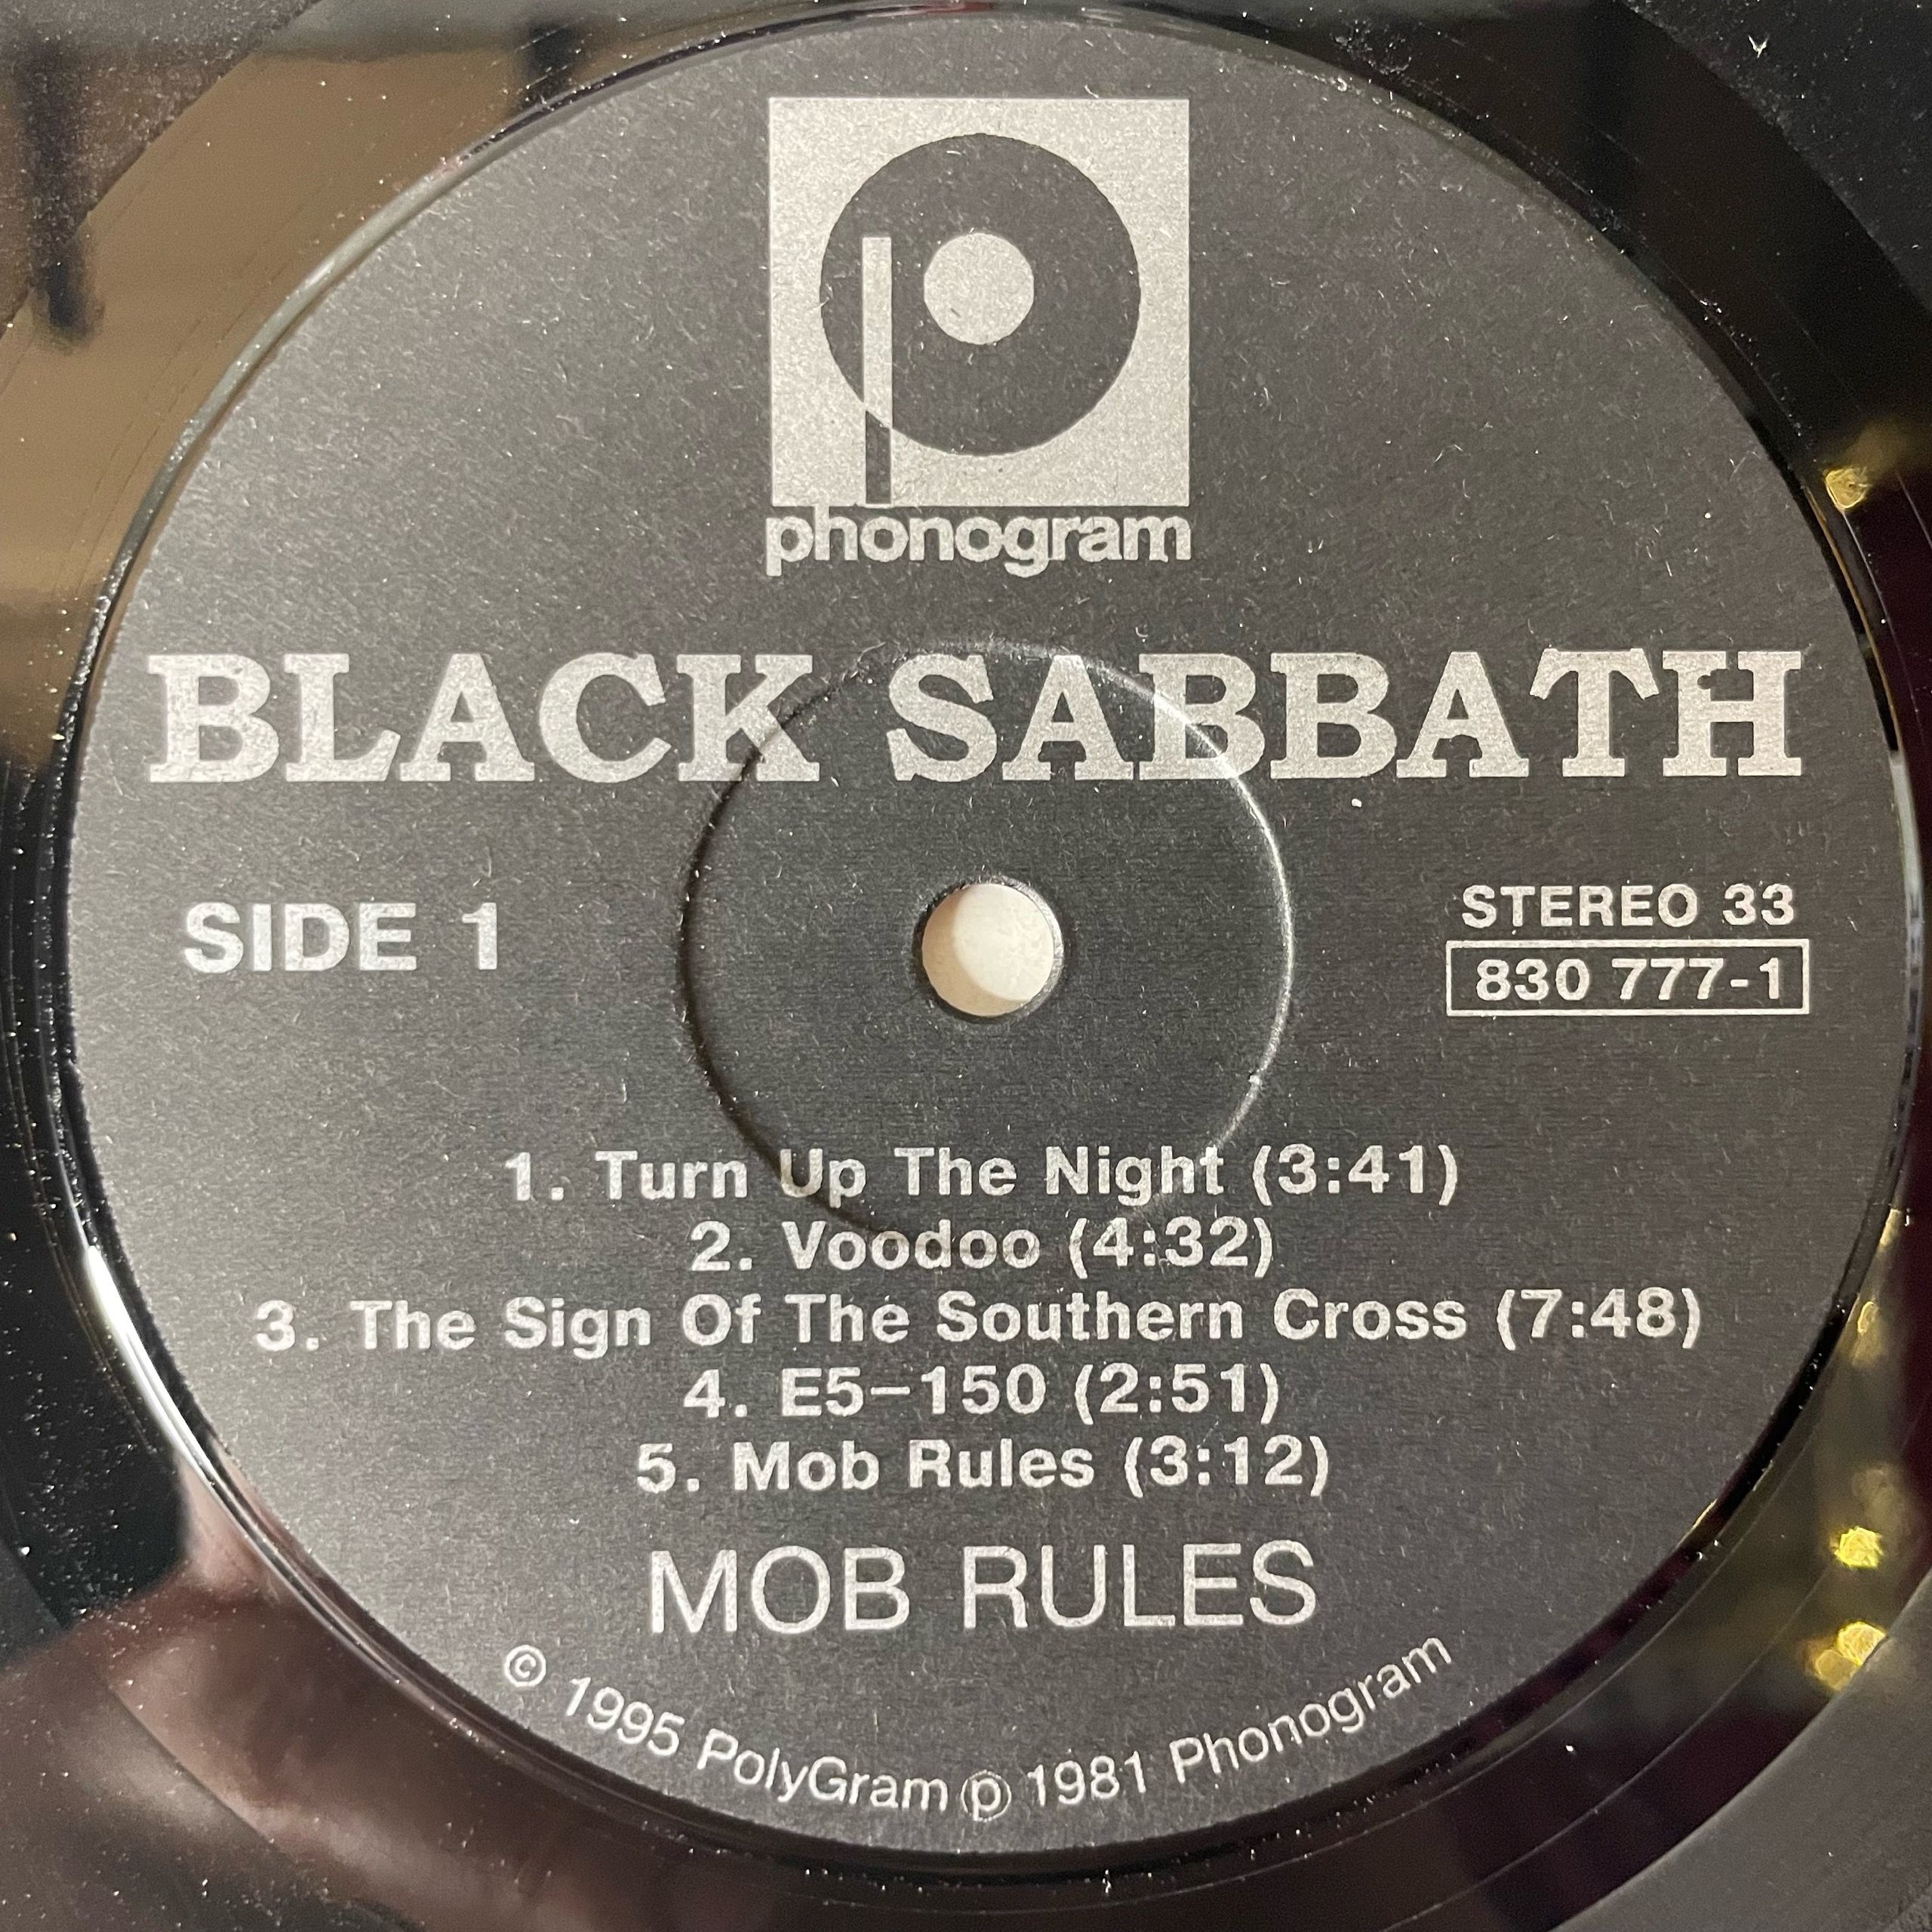 phonogram
BLACK SABBATH
SIDE 1
STEREO 33
830 777-1
1. Turn Up The Night (3:41)
2. Voodoo (4:32)
3. The Sign Of The Southern Cross (7:48)
4. E5–150 (2:51)
5. Mob Rules (3:12)
MOB RULES
© 1995 PolyGram ℗ 1981 Phonogram